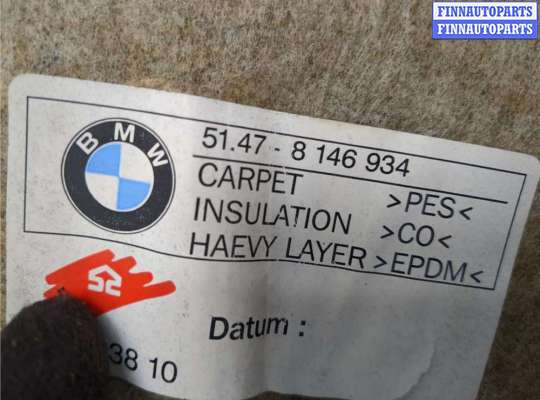 FINNAUTOPARTS
FINNAUTOPARTS
BMW
51.47 - 8 146 934
CARPET >PES<
INSULATION >CO<
HAEVY LAYER >EPDM<
Datum :
38 10